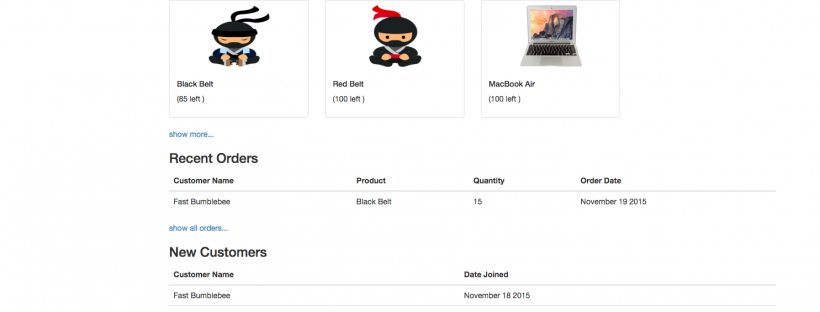 Black Belt Red Belt MacBook Air
(85 left ) (100 left ) (100 left )
show more...
Recent Orders
Customer Name Product Quantity Order Date
Fast Bumblebee Black Belt 15 November 19 2015
show all orders...
New Customers
Customer Name Date Joined
Fast Bumblebee November 18 2015